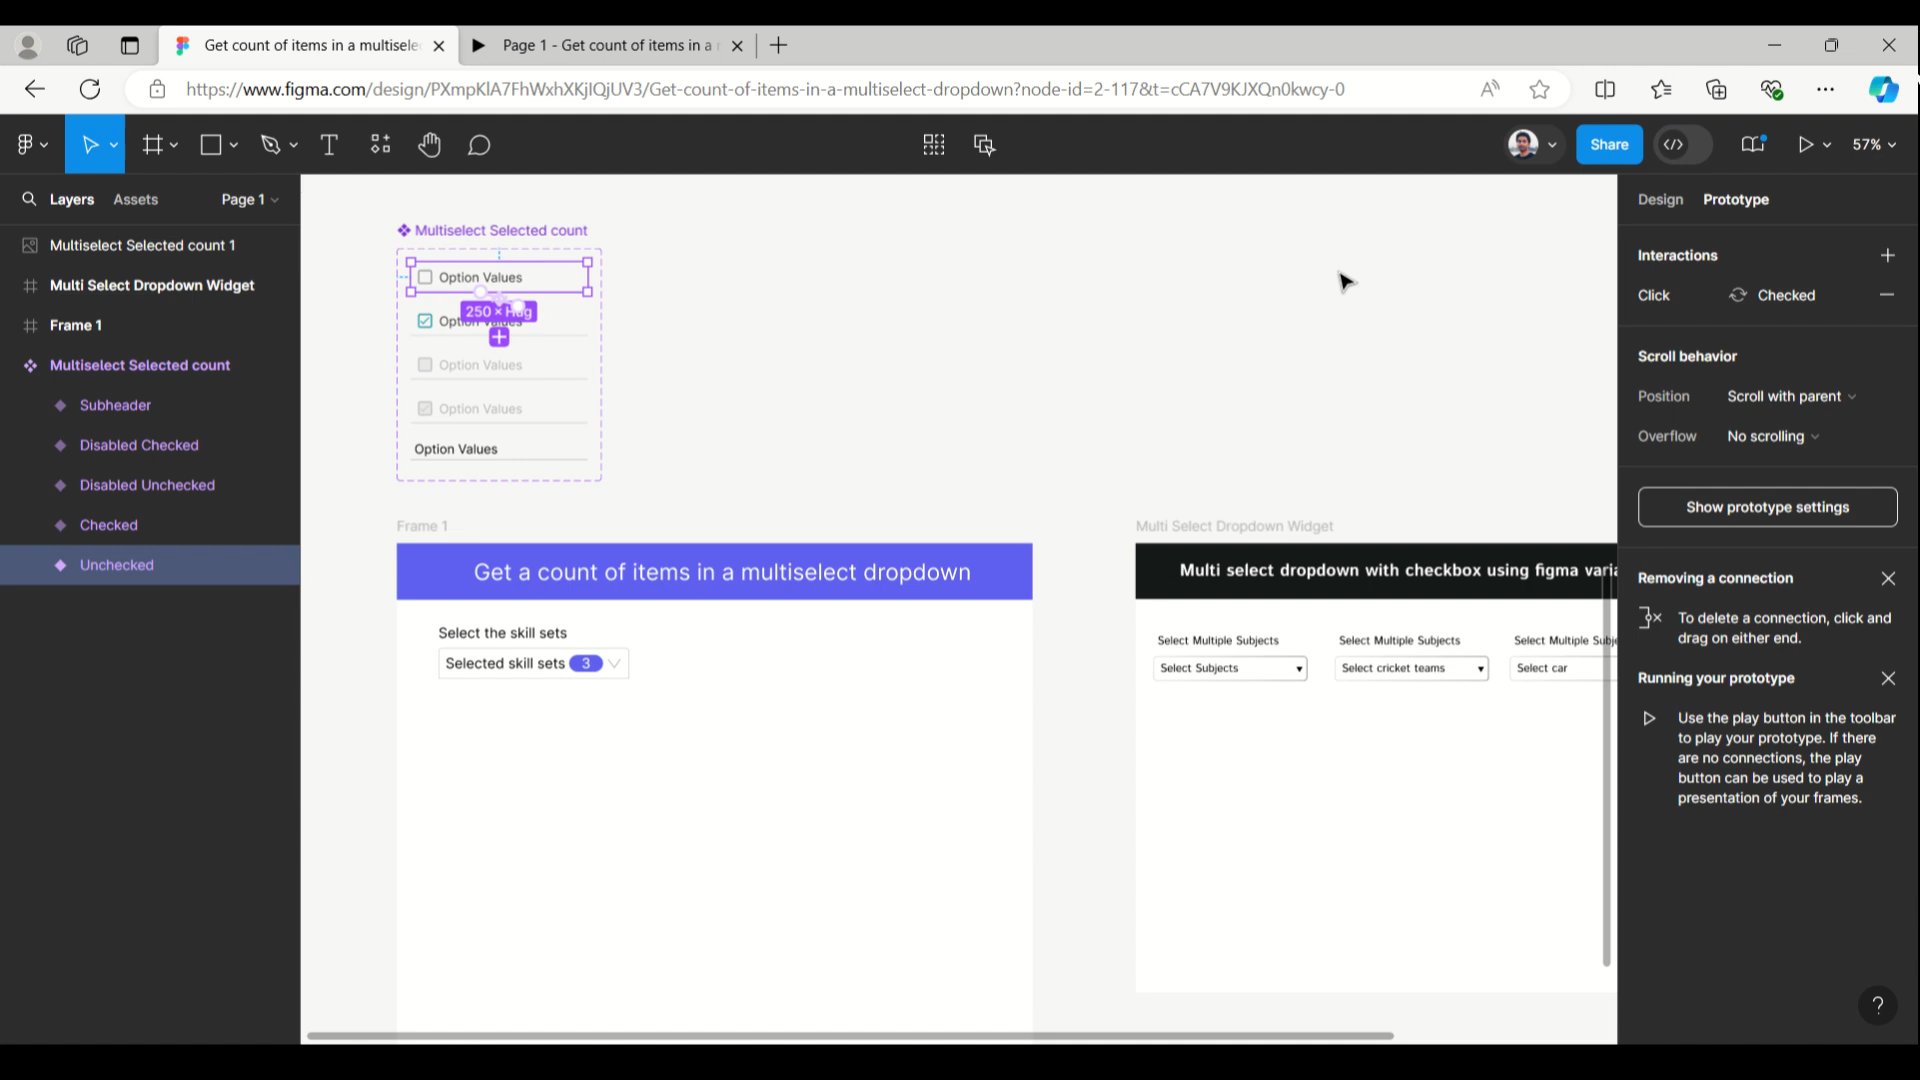 Get count of items in a multisele
Page 1 - Get count of items in a
https://www.figma.com/design/PXmpKlA7FhWxhXKjlQjUV3/Get-count-of-items-in-a-multiselect-dropdown?node-id=2-117&t=cCA7V9KJXQn0kwcy-0
Share
57%
Layers
Assets
Page 1
Multiselect Selected count 1
Multi Select Dropdown Widget
Frame 1
Multiselect Selected count
Subheader
Disabled Checked
Disabled Unchecked
Checked
Unchecked
Multiselect Selected count
Option Values
250 × Hug
Option Values
Option Values
Option Values
Option Values
Frame 1
Get a count of items in a multiselect dropdown
Select the skill sets
Selected skill sets 3
Multi Select Dropdown Widget
Multi select dropdown with checkbox using figma varia
Select Multiple Subjects
Select Subjects
Select Multiple Subjects
Select cricket teams
Select Multiple Subje
Select car
Design
Prototype
Interactions
Click
Checked
Scroll behavior
Position
Scroll with parent
Overflow
No scrolling
Show prototype settings
Removing a connection
To delete a connection, click and
drag on either end.
Running your prototype
Use the play button in the toolbar
to play your prototype. If there
are no connections, the play
button can be used to play a
presentation of your frames.
?